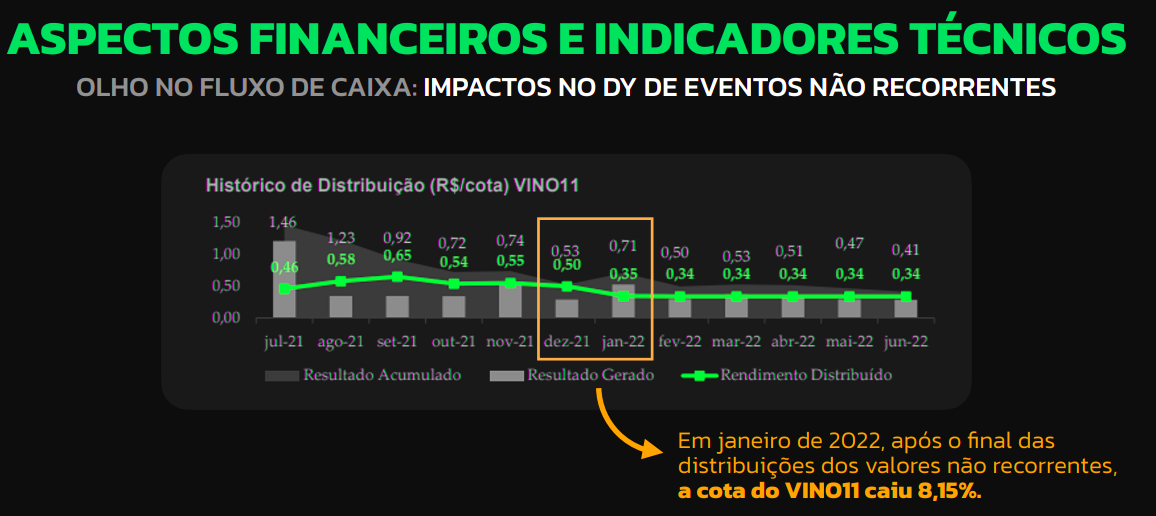 ASPECTOS FINANCEIROS E INDICADORES TÉCNICOS
OLHO NO FLUXO DE CAIXA: IMPACTOS NO DY DE EVENTOS NÃO RECORRENTES
Histórico de Distribuição (R$/cota) VINO11
1,50
1,00
0,50
0,00
1,46 1,23 0,92 0,72 0,74 0,53 0,71 0,50 0,53 0,51 0,47 0,41
0,46 0,58 0,65 0,54 0,55 0,50 0,35 0,34 0,34 0,34 0,34 0,34
jul-21 ago-21 set-21 out-21 nov-21 dez-21 jan-22 fev-22 mar-22 abr-22 mai-22 jun-22
Resultado Acumulado Resultado Gerado Rendimento Distribuído
Em janeiro de 2022, após o final das
distribuições dos valores não recorrentes,
a cota do VINO11 caiu 8,15%.